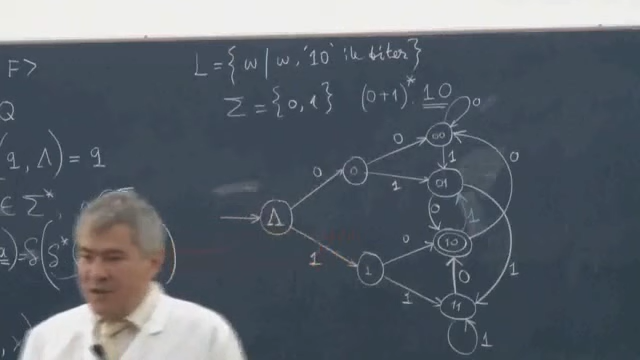 F>
L = { w | w, '10' ile biter }
Q
Σ = {0, 1} (0+1)* 10
(q, Λ) = q
∈ Σ*,
a) = δ(δ*
Λ
0
1
0
1
00
01
10
11
0
1
0
1
0
1
0
1
0
1
0
1